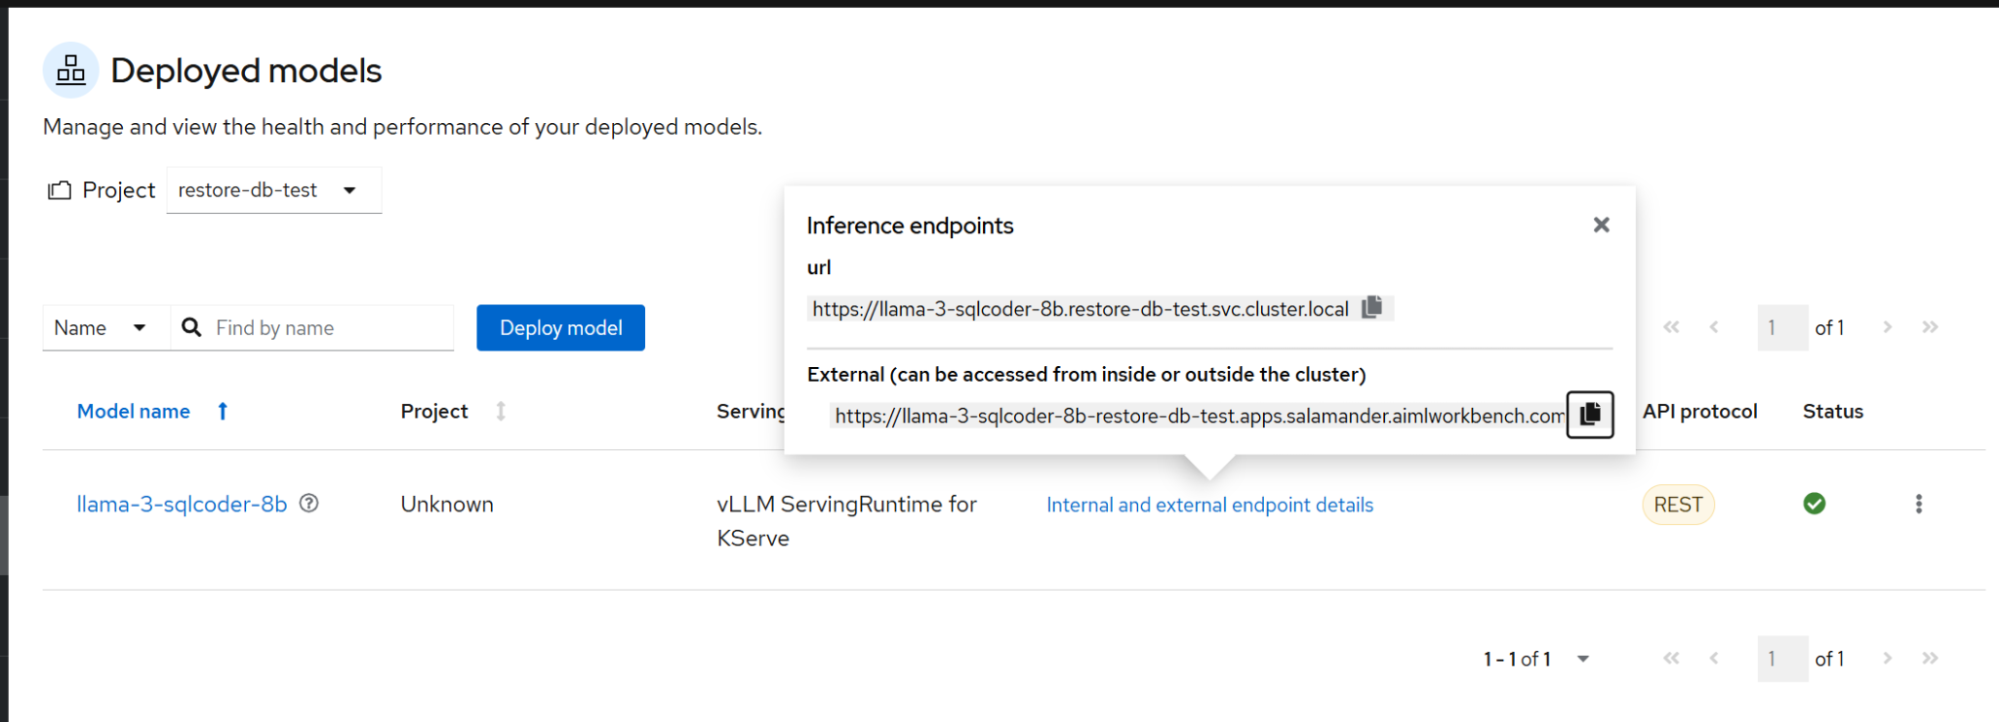 Deployed models
Manage and view the health and performance of your deployed models.
Project restore-db-test
Inference endpoints
url
https://llama-3-sqlcoder-8b.restore-db-test.svc.cluster.local
External (can be accessed from inside or outside the cluster)
https://llama-3-sqlcoder-8b-restore-db-test.apps.salamander.aimlworkbench.com
Name Find by name Deploy model 1 of 1
Model name Project Serving API protocol Status
llama-3-sqlcoder-8b Unknown vLLM ServingRuntime for Internal and external endpoint details REST
KServe
1 - 1 of 1 1 of 1